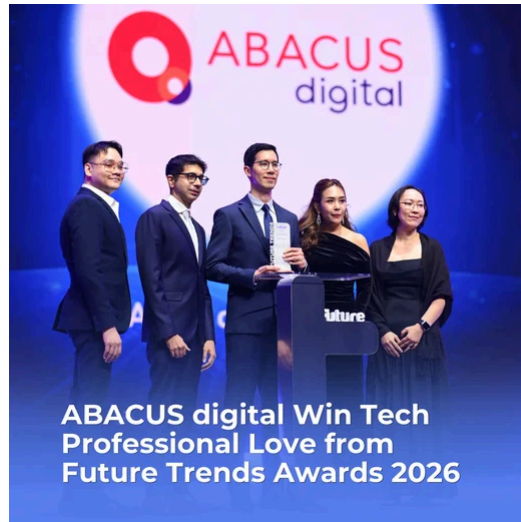 ABACUS
digital
Future
ABACUS digital Win Tech
Professional Love from
Future Trends Awards 2026